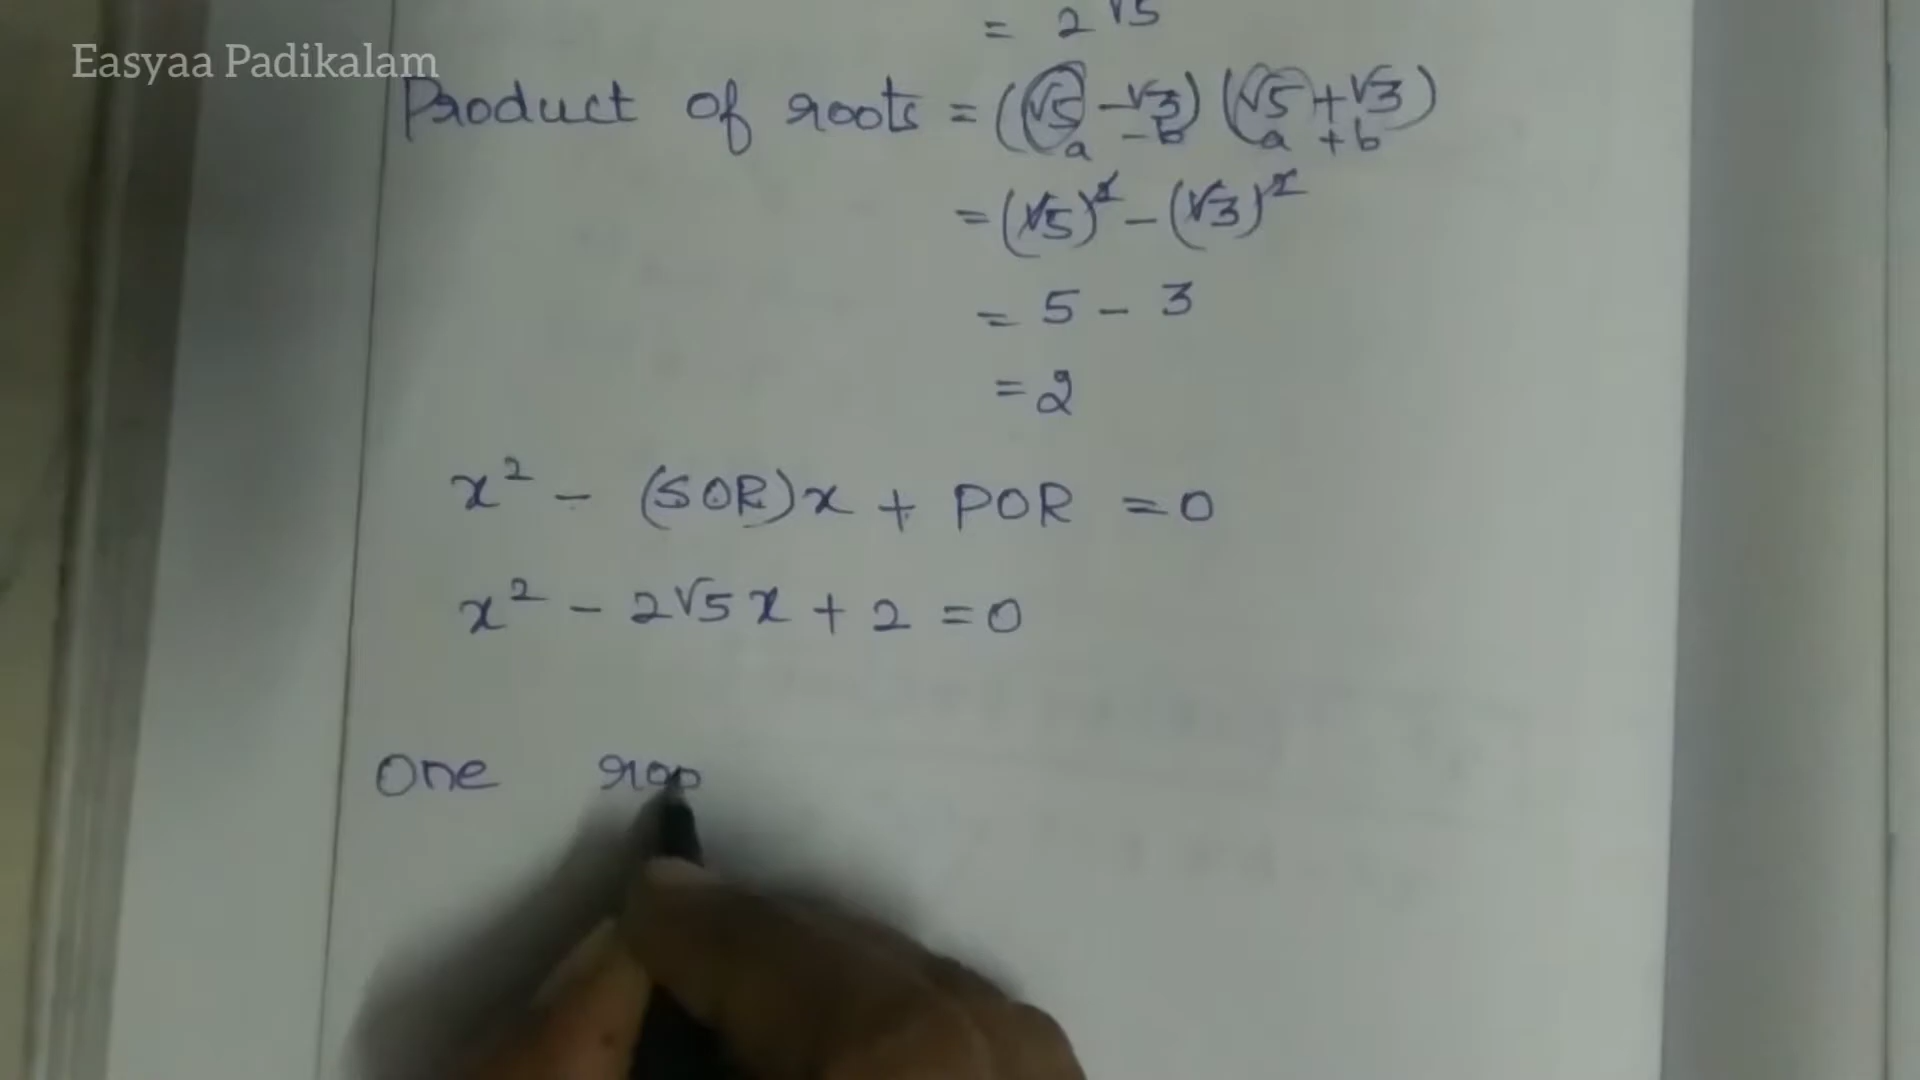 = 2√5
Easyaa Padikalam
Product of roots = (√5 - √3) (√5 + √3)
a - b a + b
= (√5)² - (√3)²
= 5 - 3
= 2
x² - (SOR)x + POR = 0
x² - 2√5 x + 2 = 0
One roo